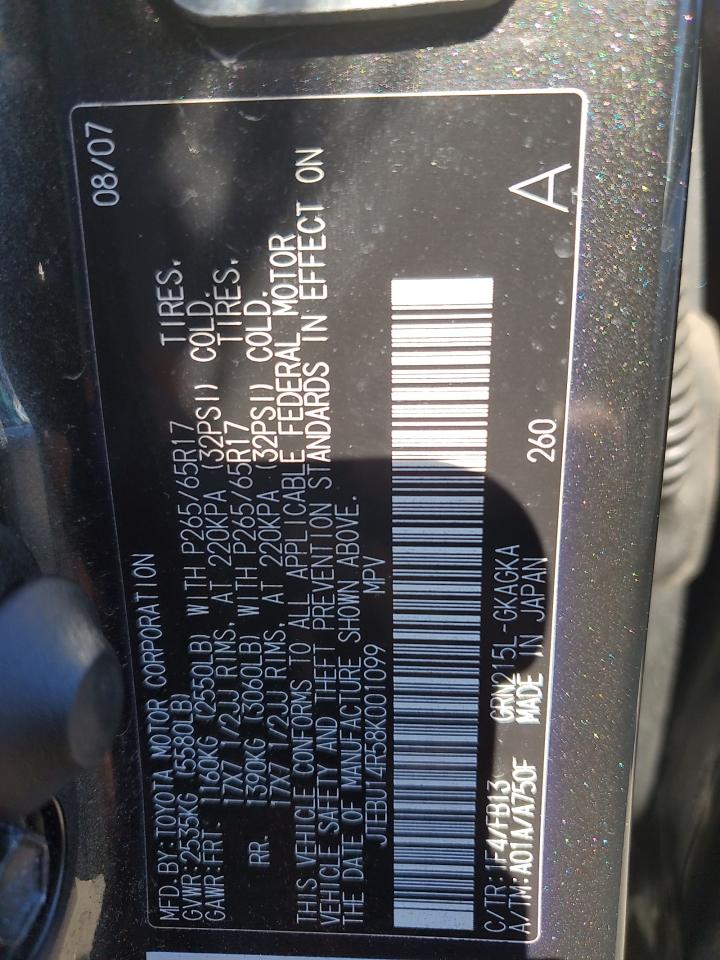 08/07
MFD. BY: TOYOTA MOTOR CORPORATION
GVWR: 2535KG (5580LB)
GAWR: FRT. 1160KG (2550LB) WITH P265/65R17 TIRES,
17X7 1/2JJ RIMS, AT 220KPA (32PSI) COLD.
RR. 1390KG (3060LB) WITH P265/65R17 TIRES,
17X7 1/2JJ RIMS, AT 220KPA (32PSI) COLD.
THIS VEHICLE CONFORMS TO ALL APPLICABLE FEDERAL MOTOR
VEHICLE SAFETY AND THEFT PREVENTION STANDARDS IN EFFECT ON
THE DATE OF MANUFACTURE SHOWN ABOVE.
JTEBU14R58K001099 MPV
C/TR: 1F4/FB13 GRN215L-GKAGKA 260
A/TM: A01A/A750F MADE IN JAPAN A